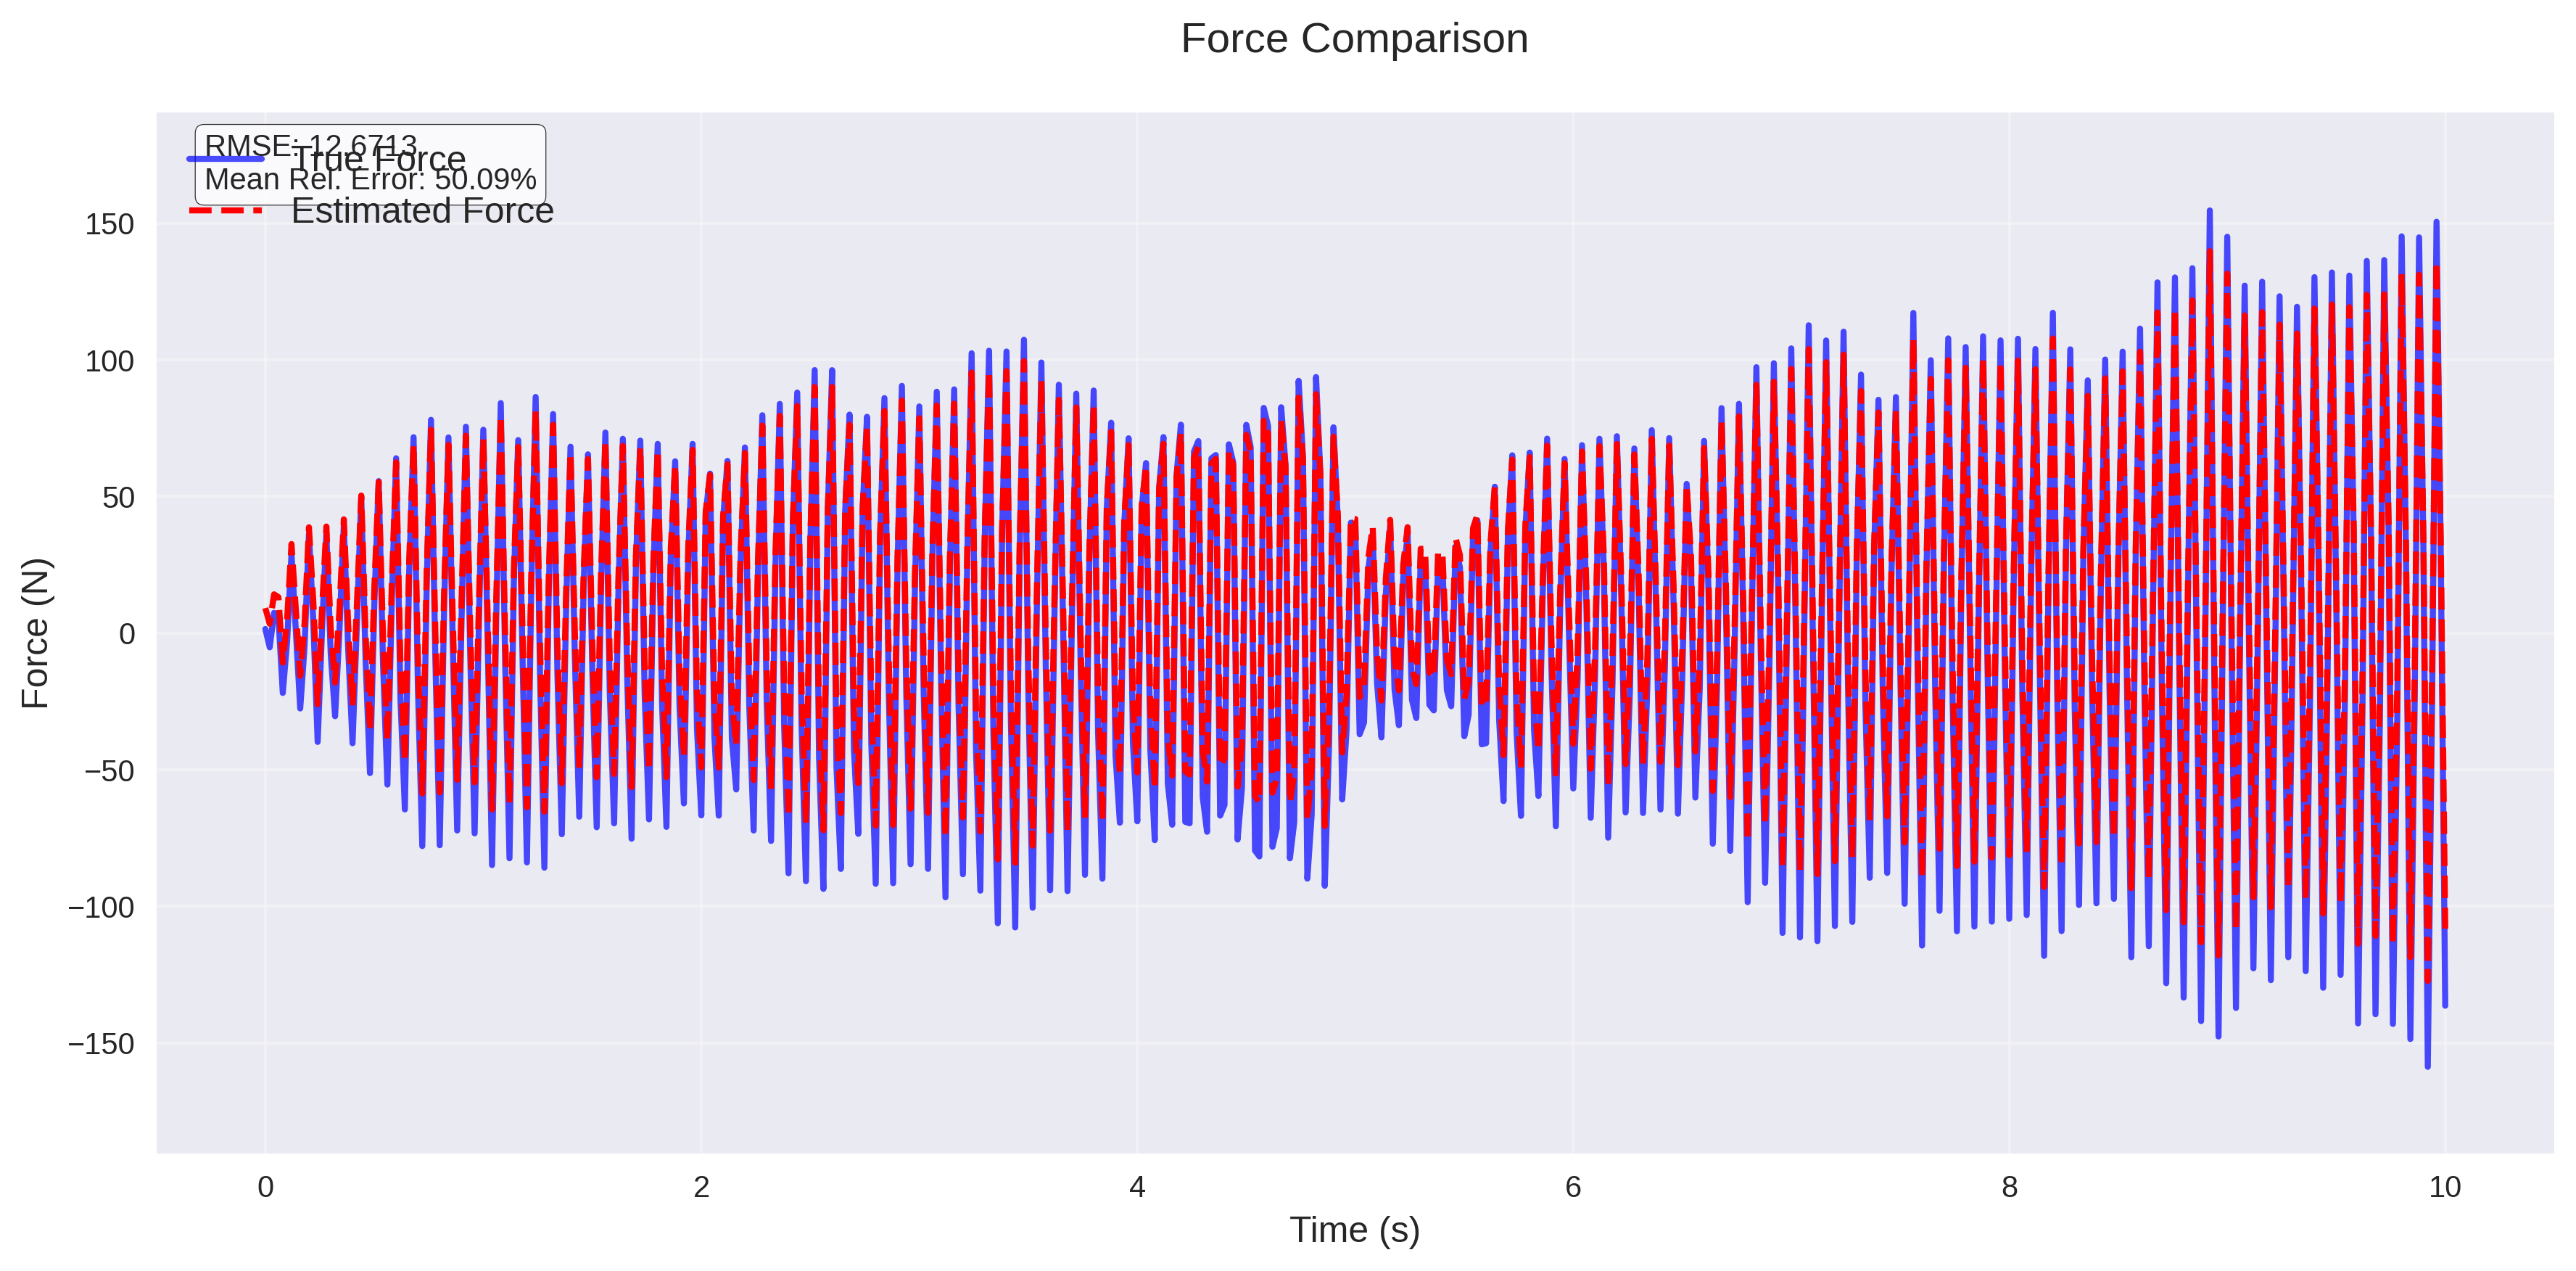 Force Comparison
RMSE: 12.6713
True Force
Mean Rel. Error: 50.09%
Estimated Force
Force (N)
150
100
50
0
−50
−100
−150
0 2 4 6 8 10
Time (s)